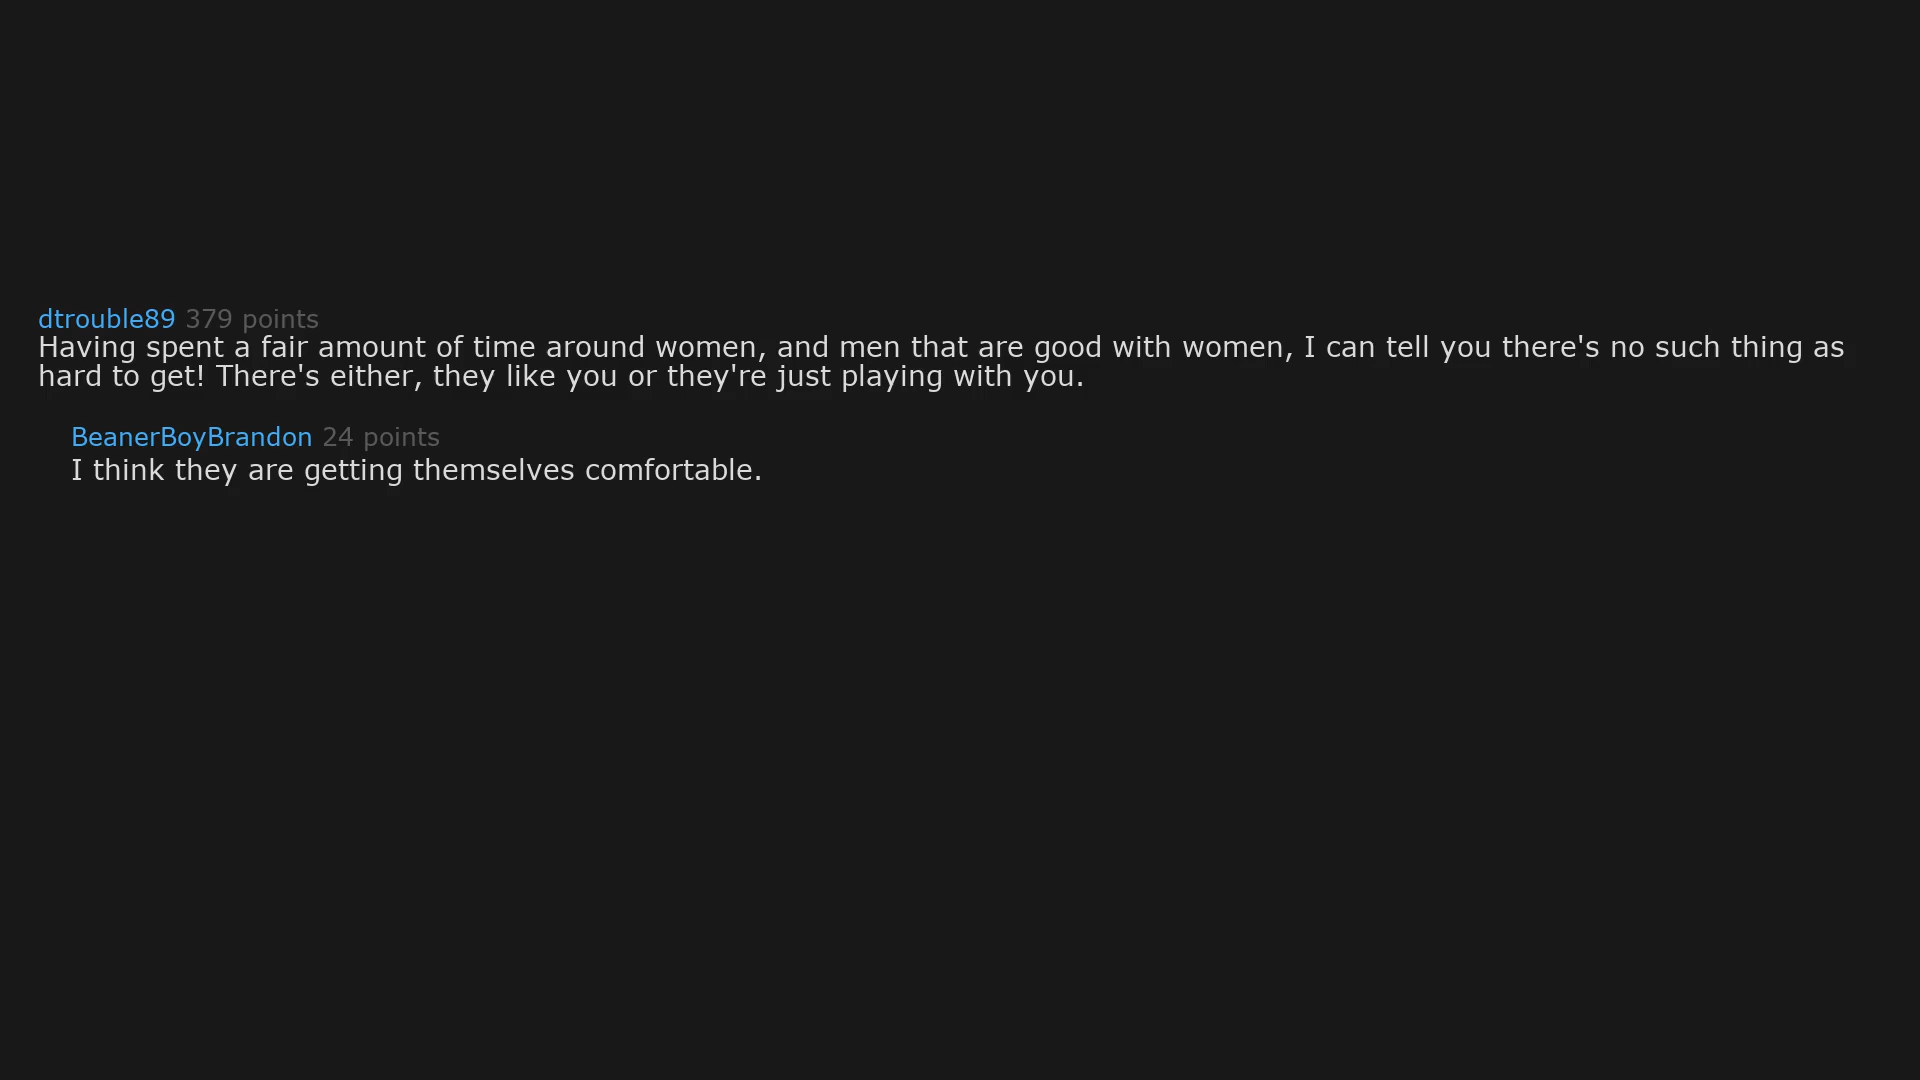 dtrouble89 379 points
Having spent a fair amount of time around women, and men that are good with women, I can tell you there's no such thing as
hard to get! There's either, they like you or they're just playing with you.
BeanerBoyBrandon 24 points
I think they are getting themselves comfortable.